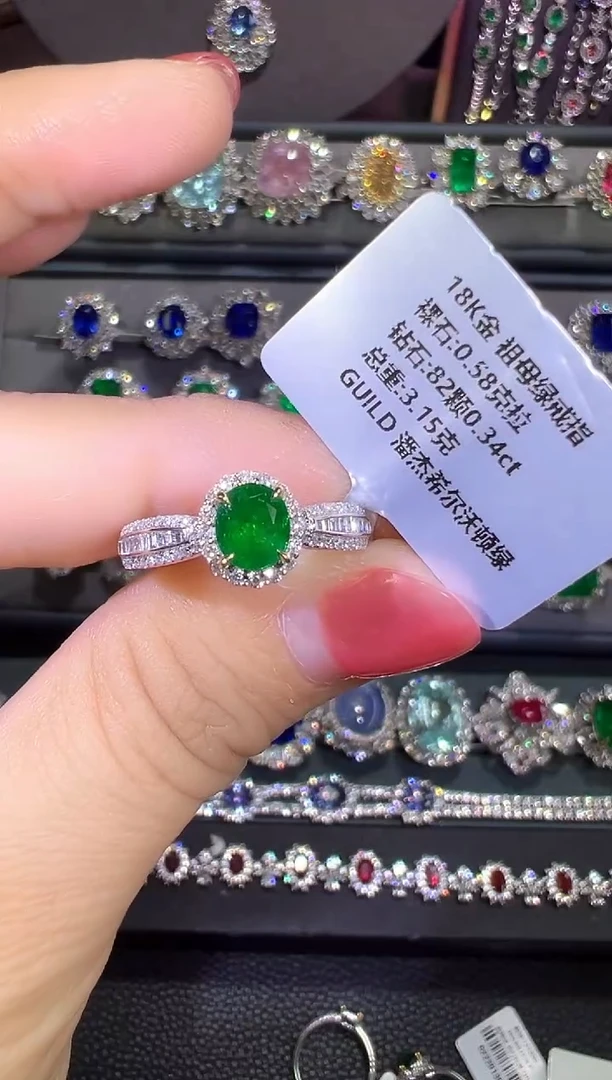 18K金 祖母绿戒指
裸石:0.58克拉
钻石:82颗0.34ct
总重:3.15克
GUILD 潘杰希尔沃顿绿